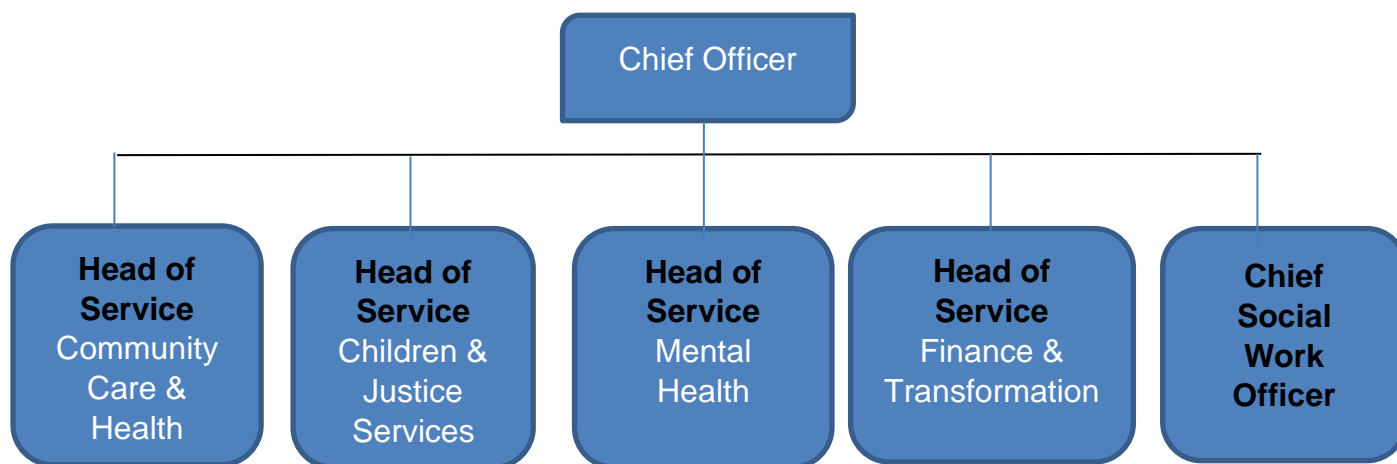 Chief Officer
Head of
Service
Community
Care &
Health
Head of
Service
Children &
Justice
Services
Head of
Service
Mental
Health
Head of
Service
Finance &
Transformation
Chief
Social
Work
Officer